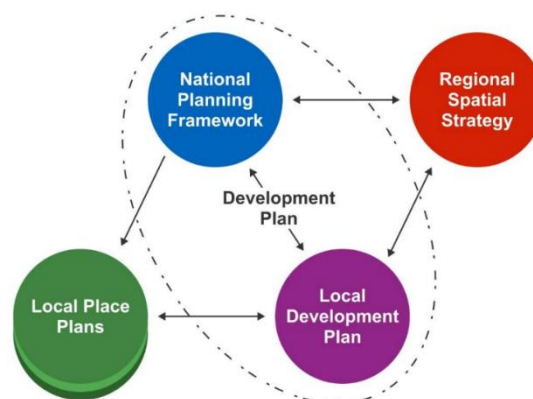 National
Planning
Framework
Regional
Spatial
Strategy
Development
Plan
Local Place
Plans
Local
Development
Plan